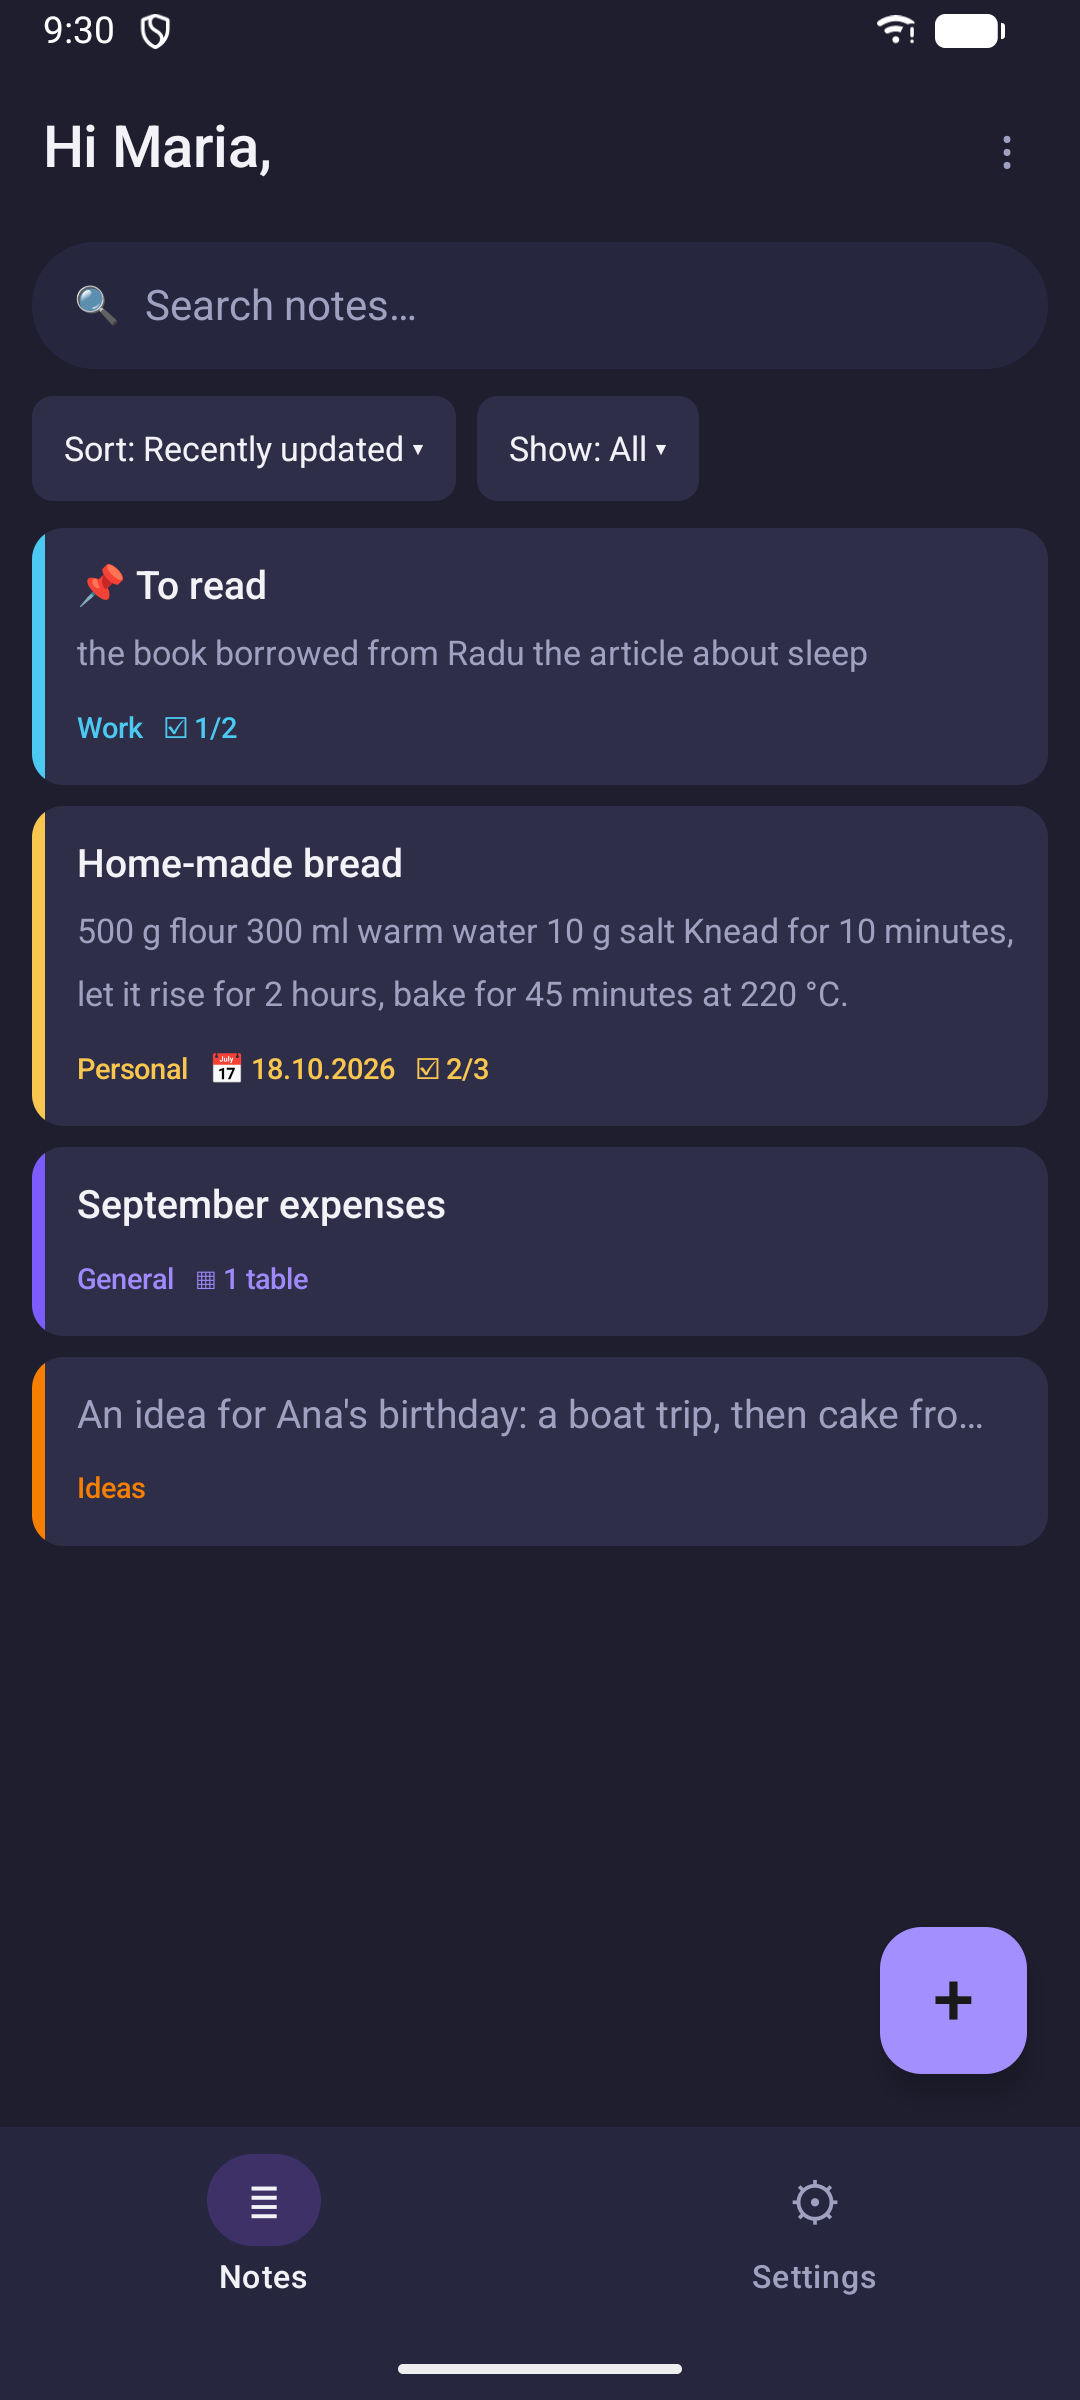 9:30
Hi Maria,
🔍 Search notes…
Sort: Recently updated ▾ Show: All ▾
📌 To read
the book borrowed from Radu the article about sleep
Work ☑ 1/2
Home-made bread
500 g flour 300 ml warm water 10 g salt Knead for 10 minutes,
let it rise for 2 hours, bake for 45 minutes at 220 °C.
Personal 📅 18.10.2026 ☑ 2/3
September expenses
General ▦ 1 table
An idea for Ana's birthday: a boat trip, then cake fro…
Ideas
+
Notes Settings